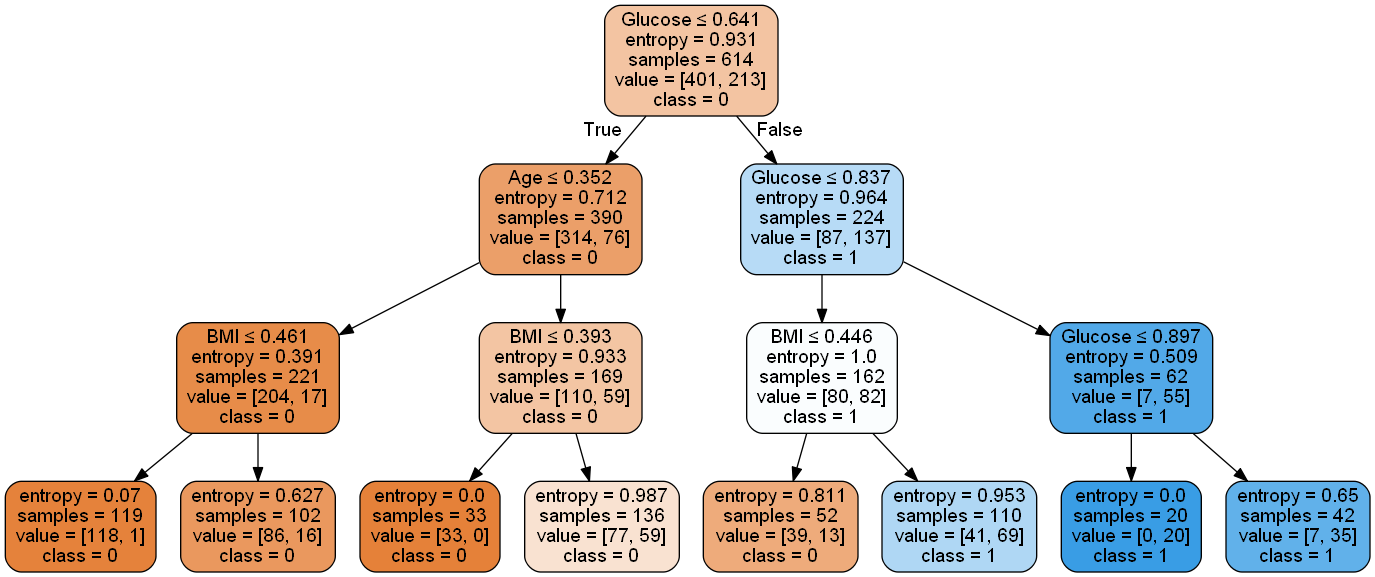 Glucose ≤ 0.641
entropy = 0.931
samples = 614
value = [401, 213]
class = 0
True
False
Age ≤ 0.352
entropy = 0.712
samples = 390
value = [314, 76]
class = 0
Glucose ≤ 0.837
entropy = 0.964
samples = 224
value = [87, 137]
class = 1
BMI ≤ 0.461
entropy = 0.391
samples = 221
value = [204, 17]
class = 0
BMI ≤ 0.393
entropy = 0.933
samples = 169
value = [110, 59]
class = 0
BMI ≤ 0.446
entropy = 1.0
samples = 162
value = [80, 82]
class = 1
Glucose ≤ 0.897
entropy = 0.509
samples = 62
value = [7, 55]
class = 1
entropy = 0.07
samples = 119
value = [118, 1]
class = 0
entropy = 0.627
samples = 102
value = [86, 16]
class = 0
entropy = 0.0
samples = 33
value = [33, 0]
class = 0
entropy = 0.987
samples = 136
value = [77, 59]
class = 0
entropy = 0.811
samples = 52
value = [39, 13]
class = 0
entropy = 0.953
samples = 110
value = [41, 69]
class = 1
entropy = 0.0
samples = 20
value = [0, 20]
class = 1
entropy = 0.65
samples = 42
value = [7, 35]
class = 1